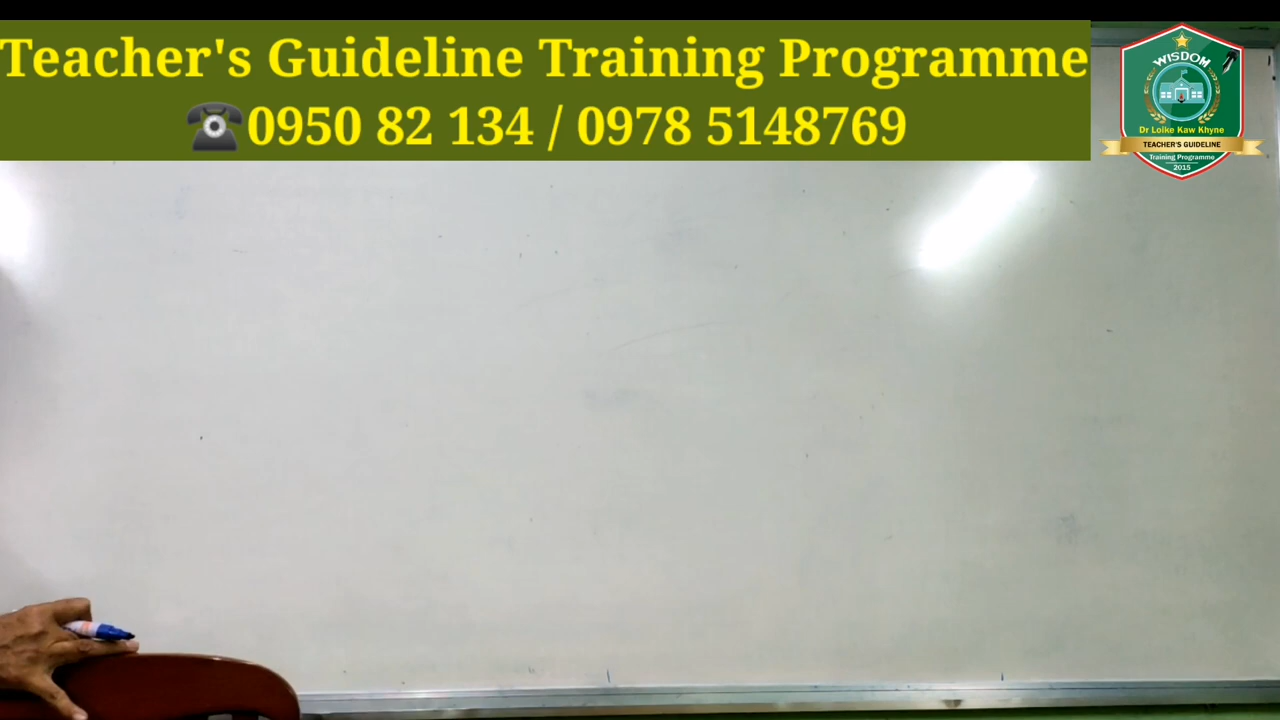 Teacher's Guideline Training Programme
☎0950 82 134 / 0978 5148769
WISDOM
Dr Loike Kaw Khyne
TEACHER'S GUIDELINE
Training Programme
2015